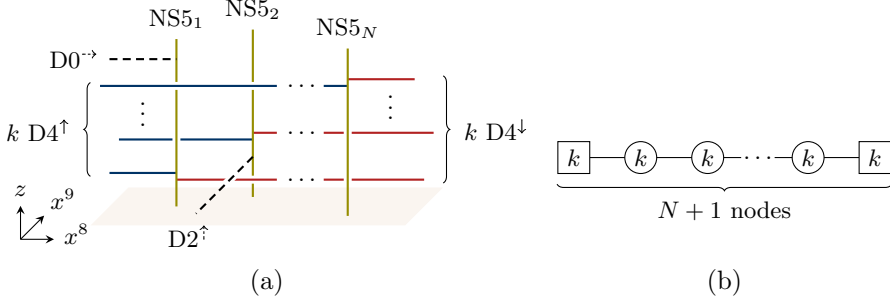 NS5₁ NS5₂ NS5_N
D0⇢
k D4↑ ⋮ ⋯ ⋮ k D4↓
⋯
⋯
z x⁹ x⁸
D2⇡
k k k ⋯ k k
N + 1 nodes
(a) (b)